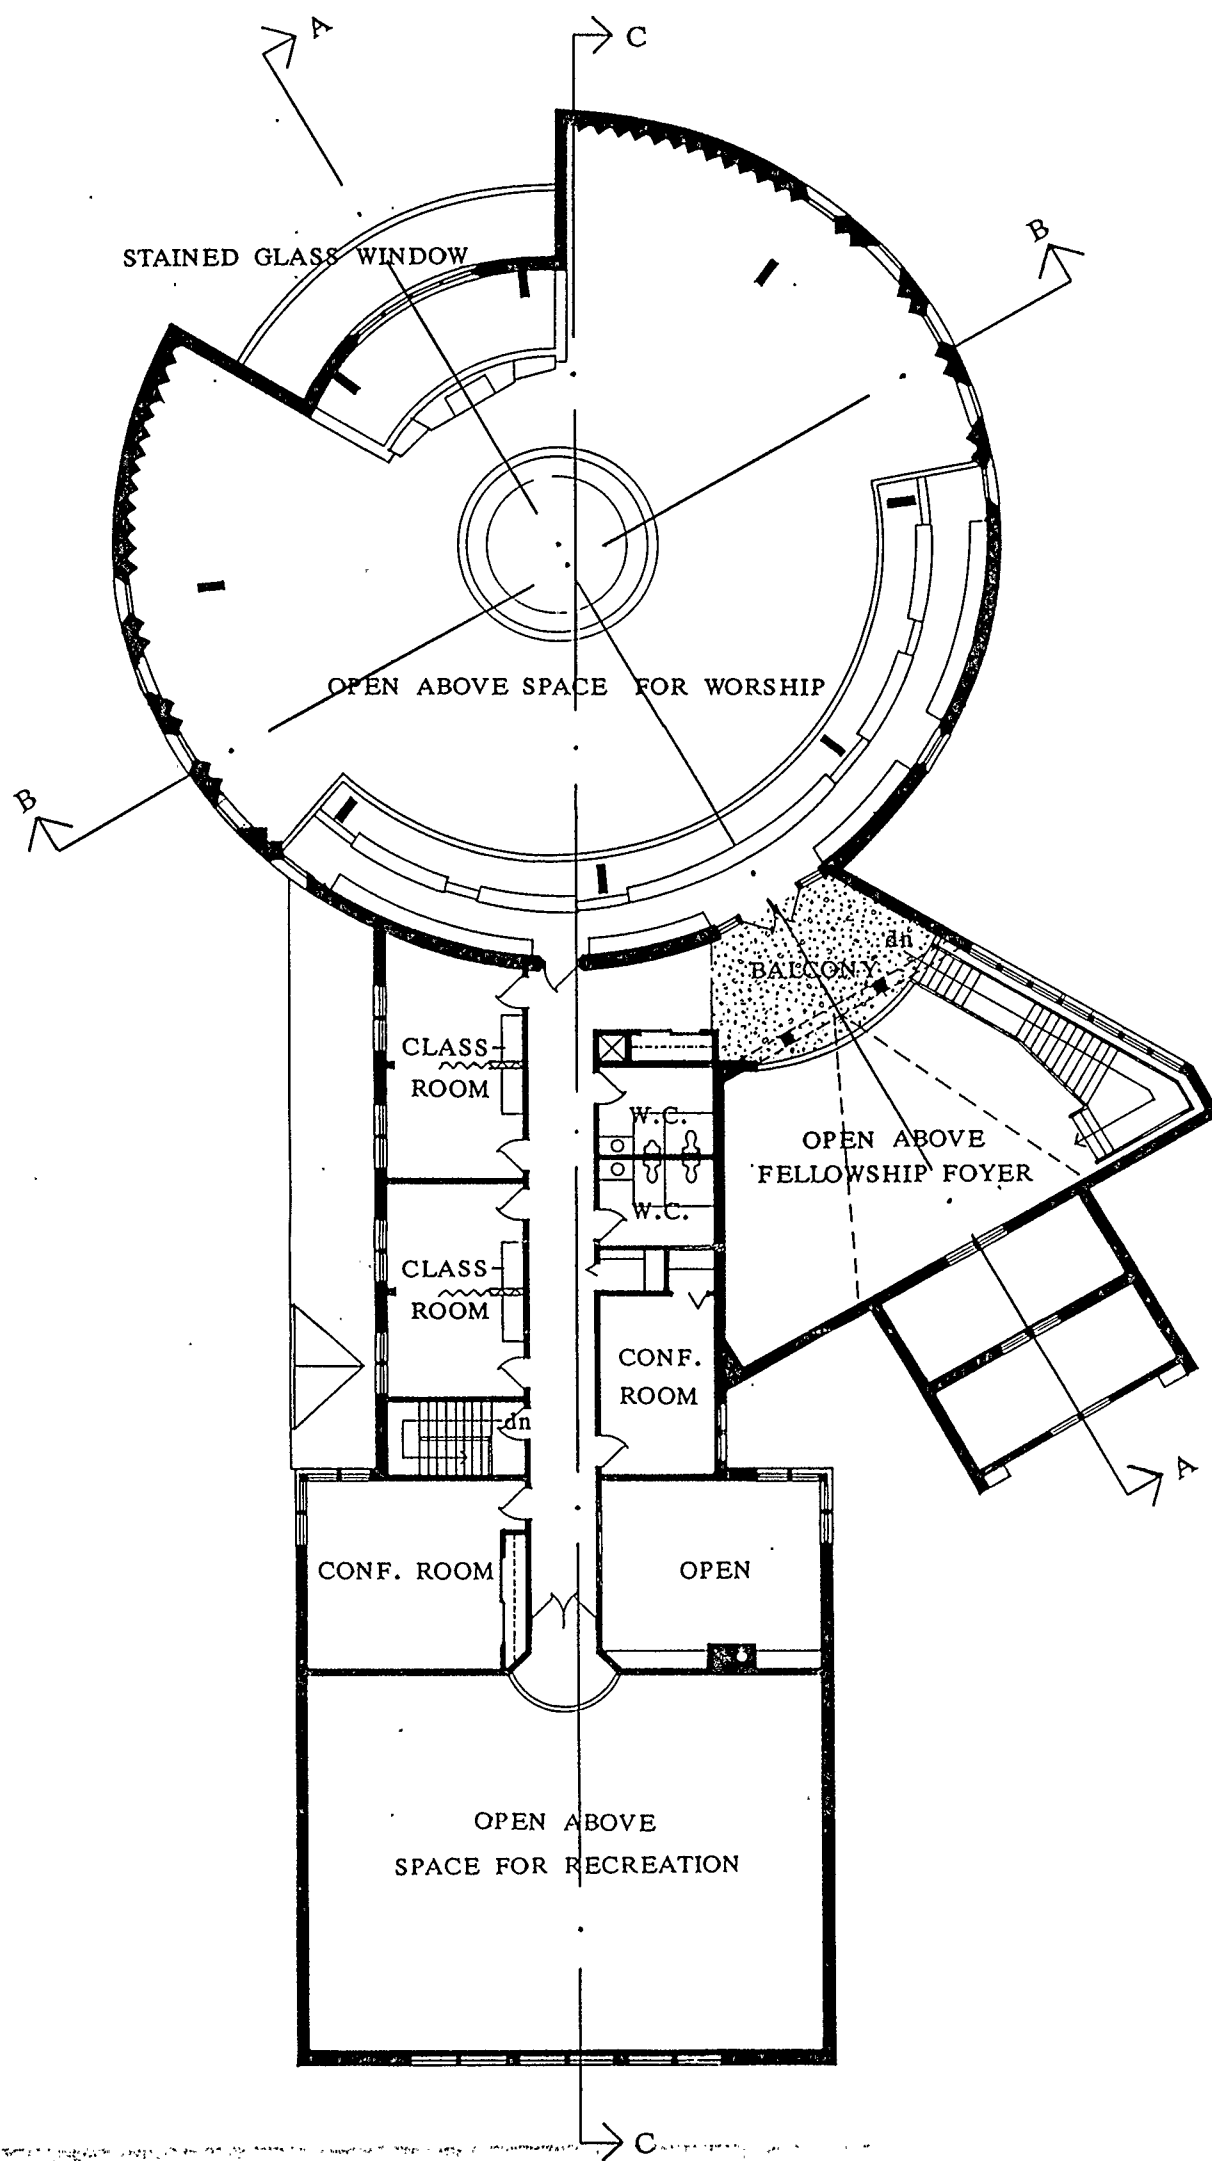 A
C
B
STAINED GLASS WINDOW
OPEN ABOVE SPACE FOR WORSHIP
B
dn
BALCONY
CLASS-
ROOM
W.C.
OPEN ABOVE
FELLOWSHIP FOYER
W.C.
CLASS-
ROOM
CONF.
ROOM
dn
A
CONF. ROOM
OPEN
OPEN ABOVE
SPACE FOR RECREATION
C